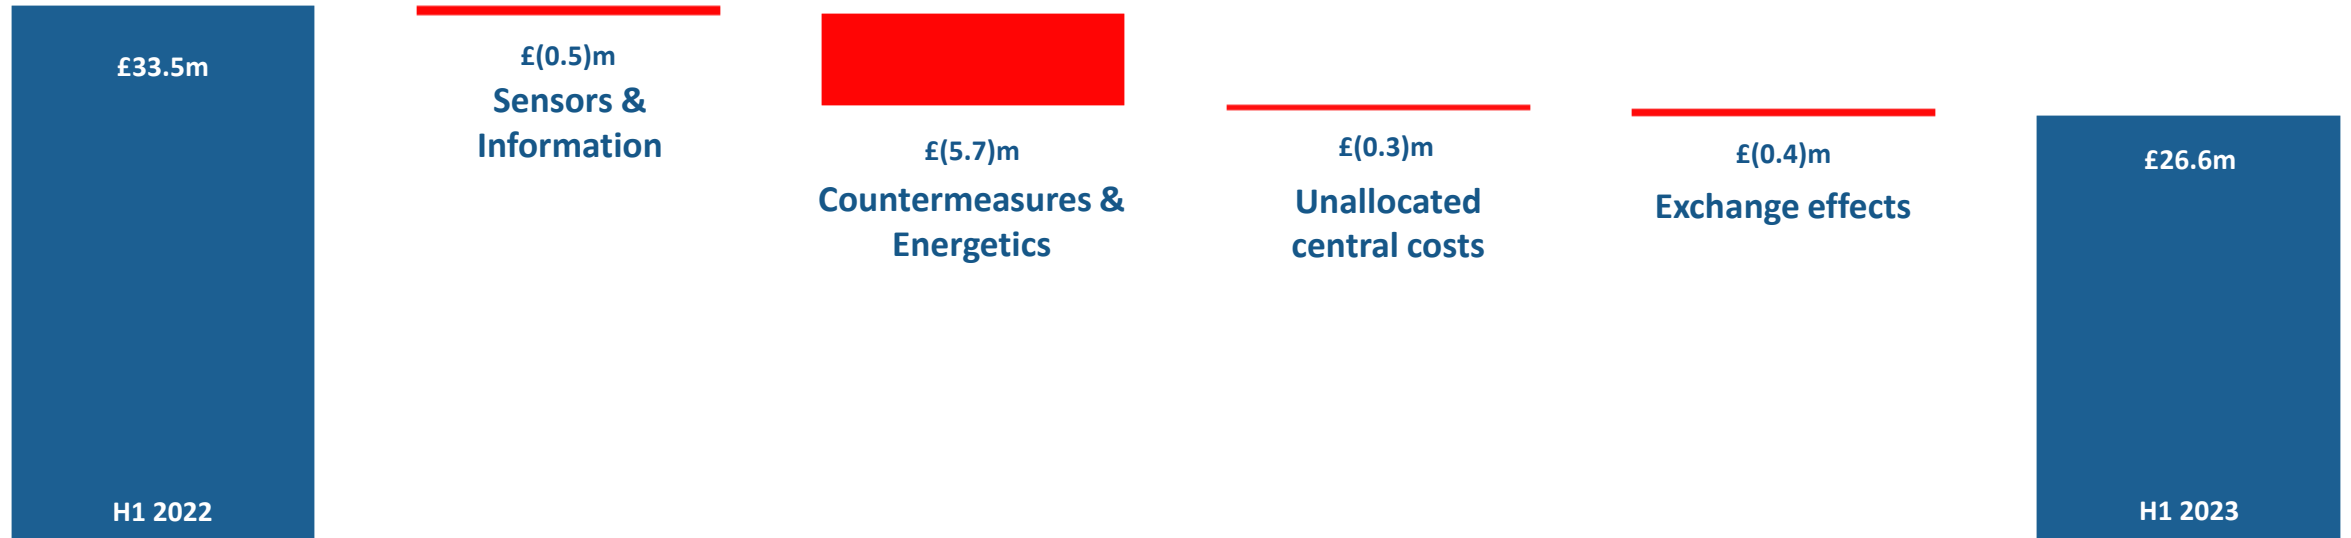 £33.5m
H1 2022
£(0.5)m
Sensors &
Information
£(5.7)m
Countermeasures &
Energetics
£(0.3)m
Unallocated
central costs
£(0.4)m
Exchange effects
£26.6m
H1 2023